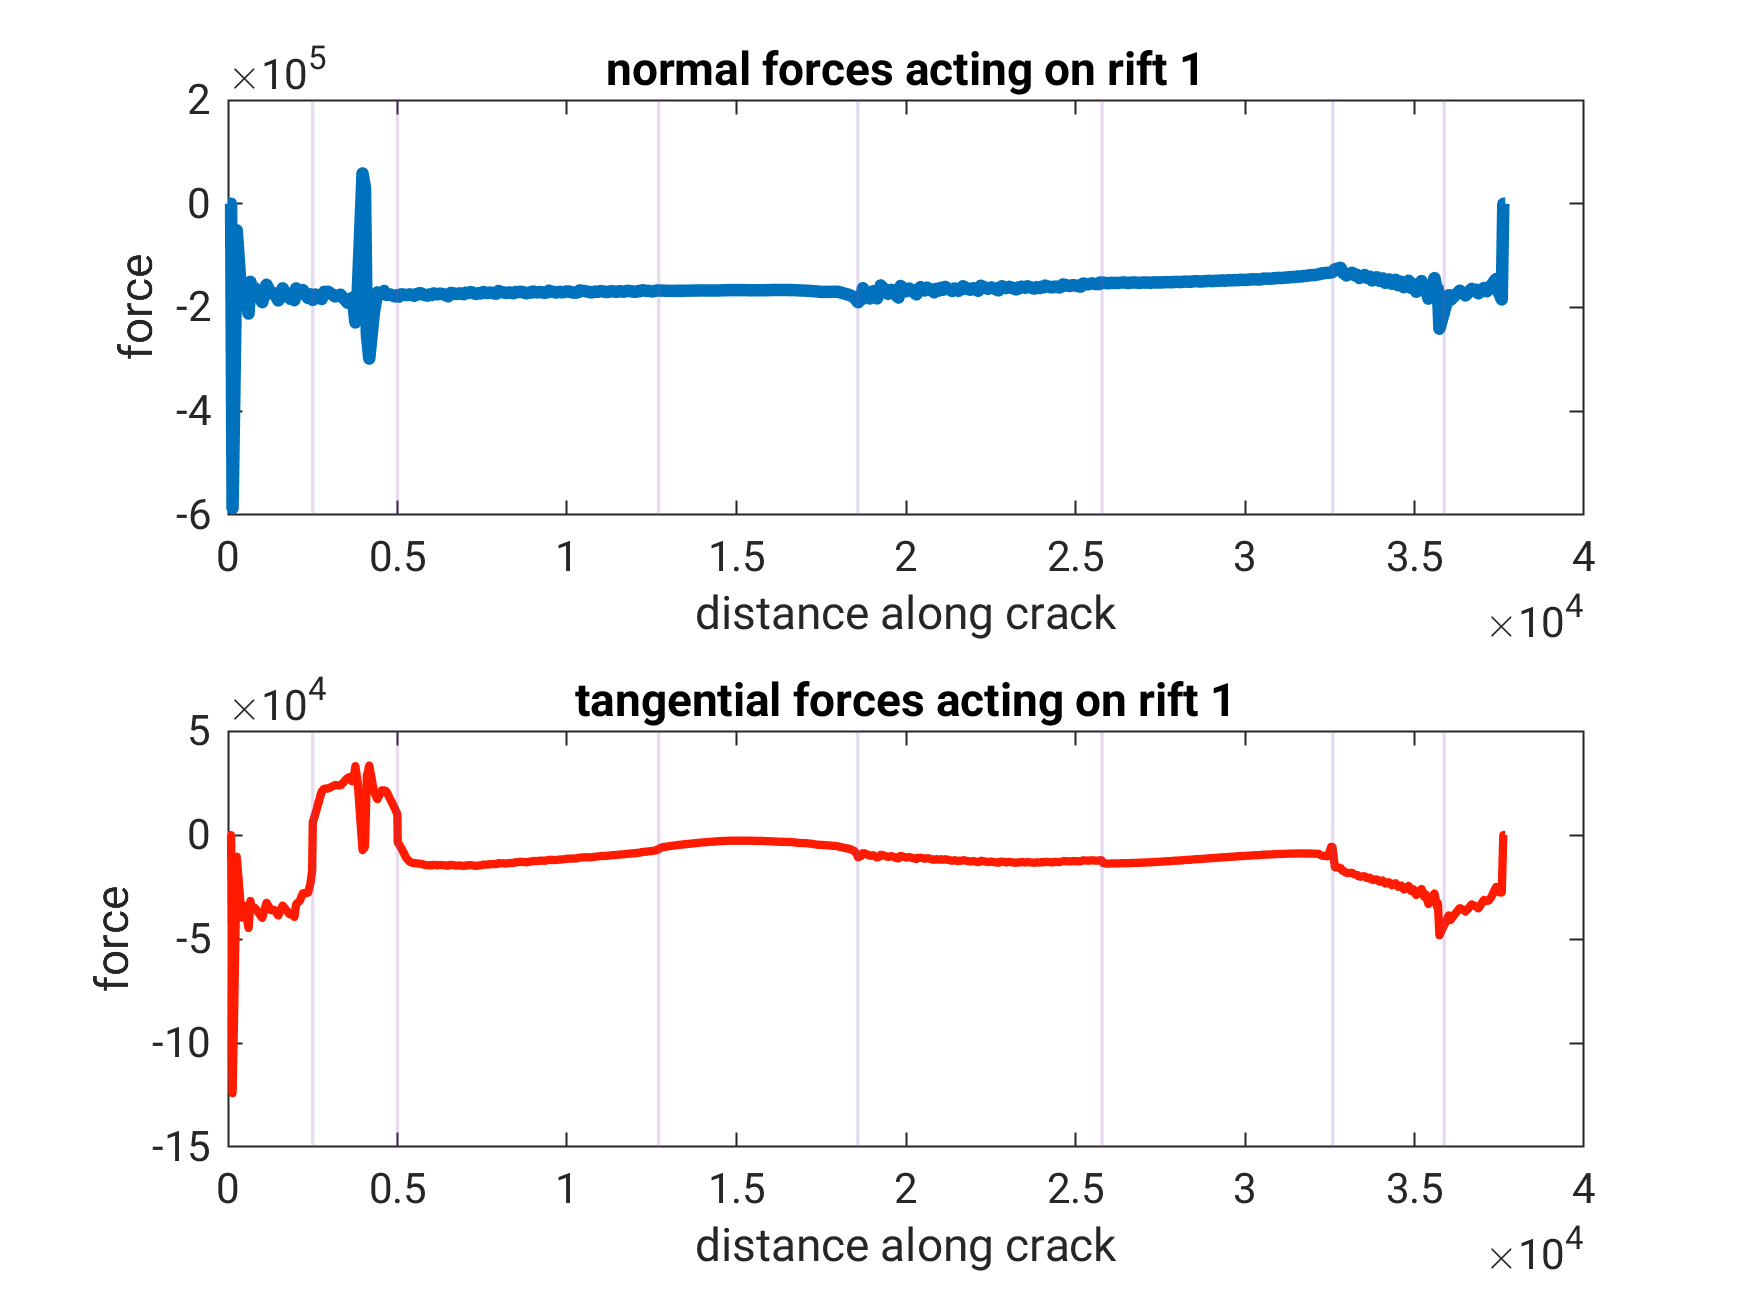 ×10^5
normal forces acting on rift 1
2
0
-2
-4
-6
force
0 0.5 1 1.5 2 2.5 3 3.5 4
distance along crack
×10^4
×10^4
tangential forces acting on rift 1
5
0
-5
-10
-15
force
0 0.5 1 1.5 2 2.5 3 3.5 4
distance along crack
×10^4